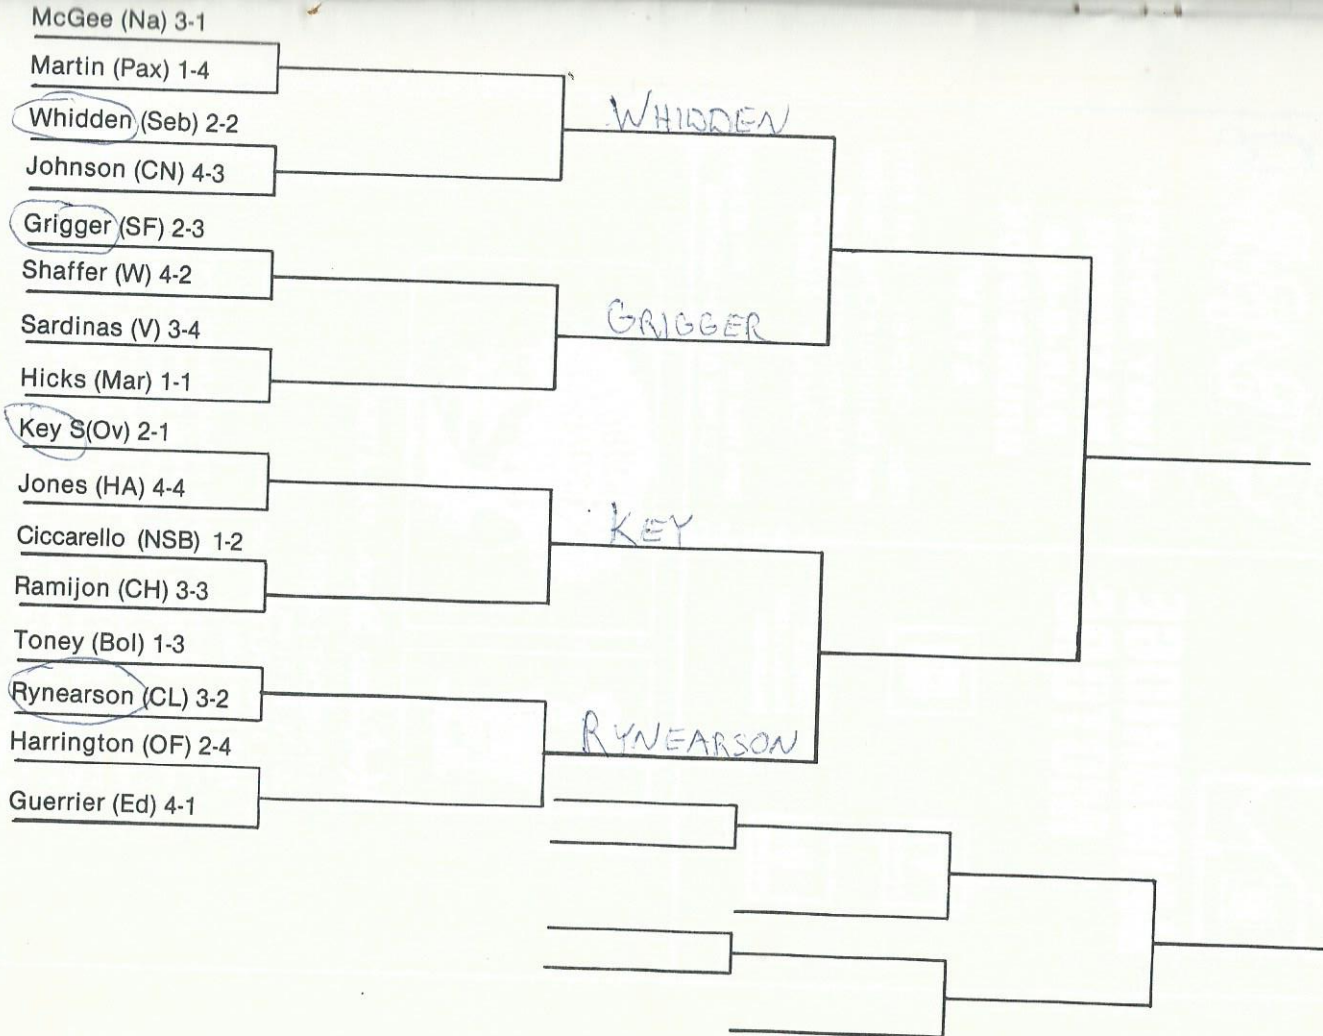 McGee (Na) 3-1
Martin (Pax) 1-4
Whidden (Seb) 2-2
Johnson (CN) 4-3
Grigger (SF) 2-3
Shaffer (W) 4-2
Sardinas (V) 3-4
Hicks (Mar) 1-1
Key S(Ov) 2-1
Jones (HA) 4-4
Ciccarello (NSB) 1-2
Ramijon (CH) 3-3
Toney (Bol) 1-3
Rynearson (CL) 3-2
Harrington (OF) 2-4
Guerrier (Ed) 4-1
WHIDDEN
GRIGGER
KEY
RYNEARSON